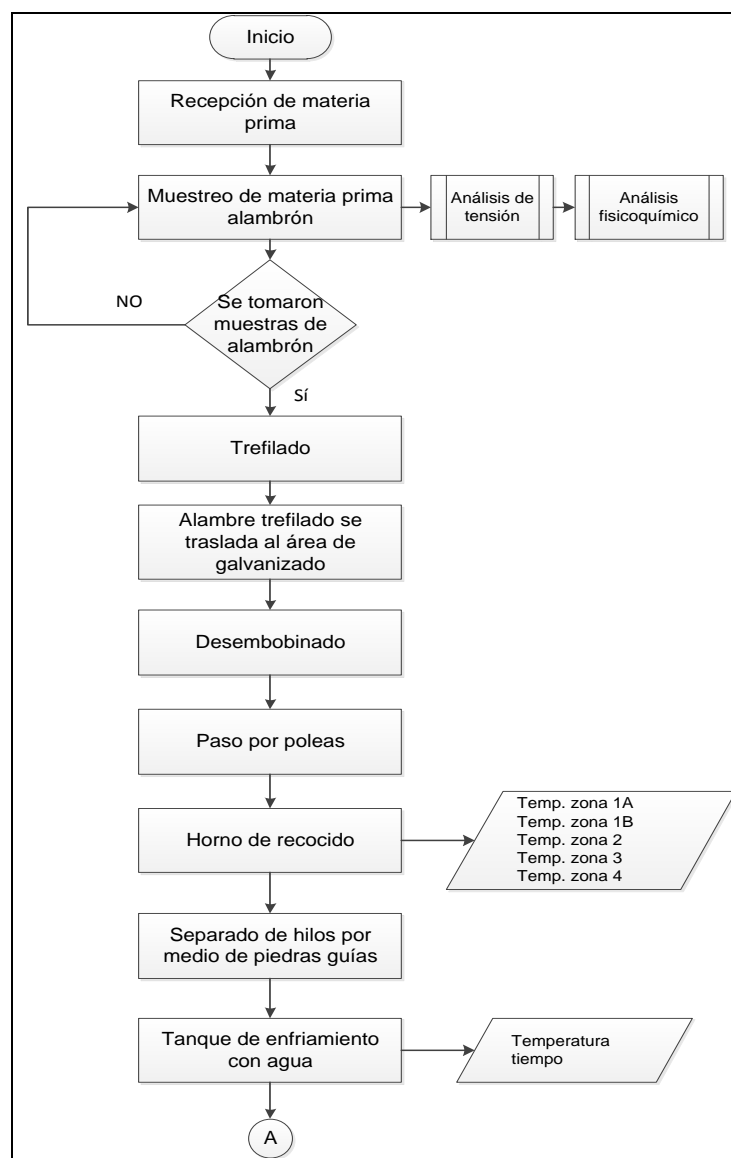 Inicio
Recepción de materia
prima
Muestreo de materia prima
alambrón
Análisis de
tensión
Análisis
fisicoquímico
NO
Se tomaron
muestras de
alambrón
Sí
Trefilado
Alambre trefilado se
traslada al área de
galvanizado
Desembobinado
Paso por poleas
Horno de recocido
Temp. zona 1A
Temp. zona 1B
Temp. zona 2
Temp. zona 3
Temp. zona 4
Separado de hilos por
medio de piedras guías
Tanque de enfriamiento
con agua
Temperatura
tiempo
A